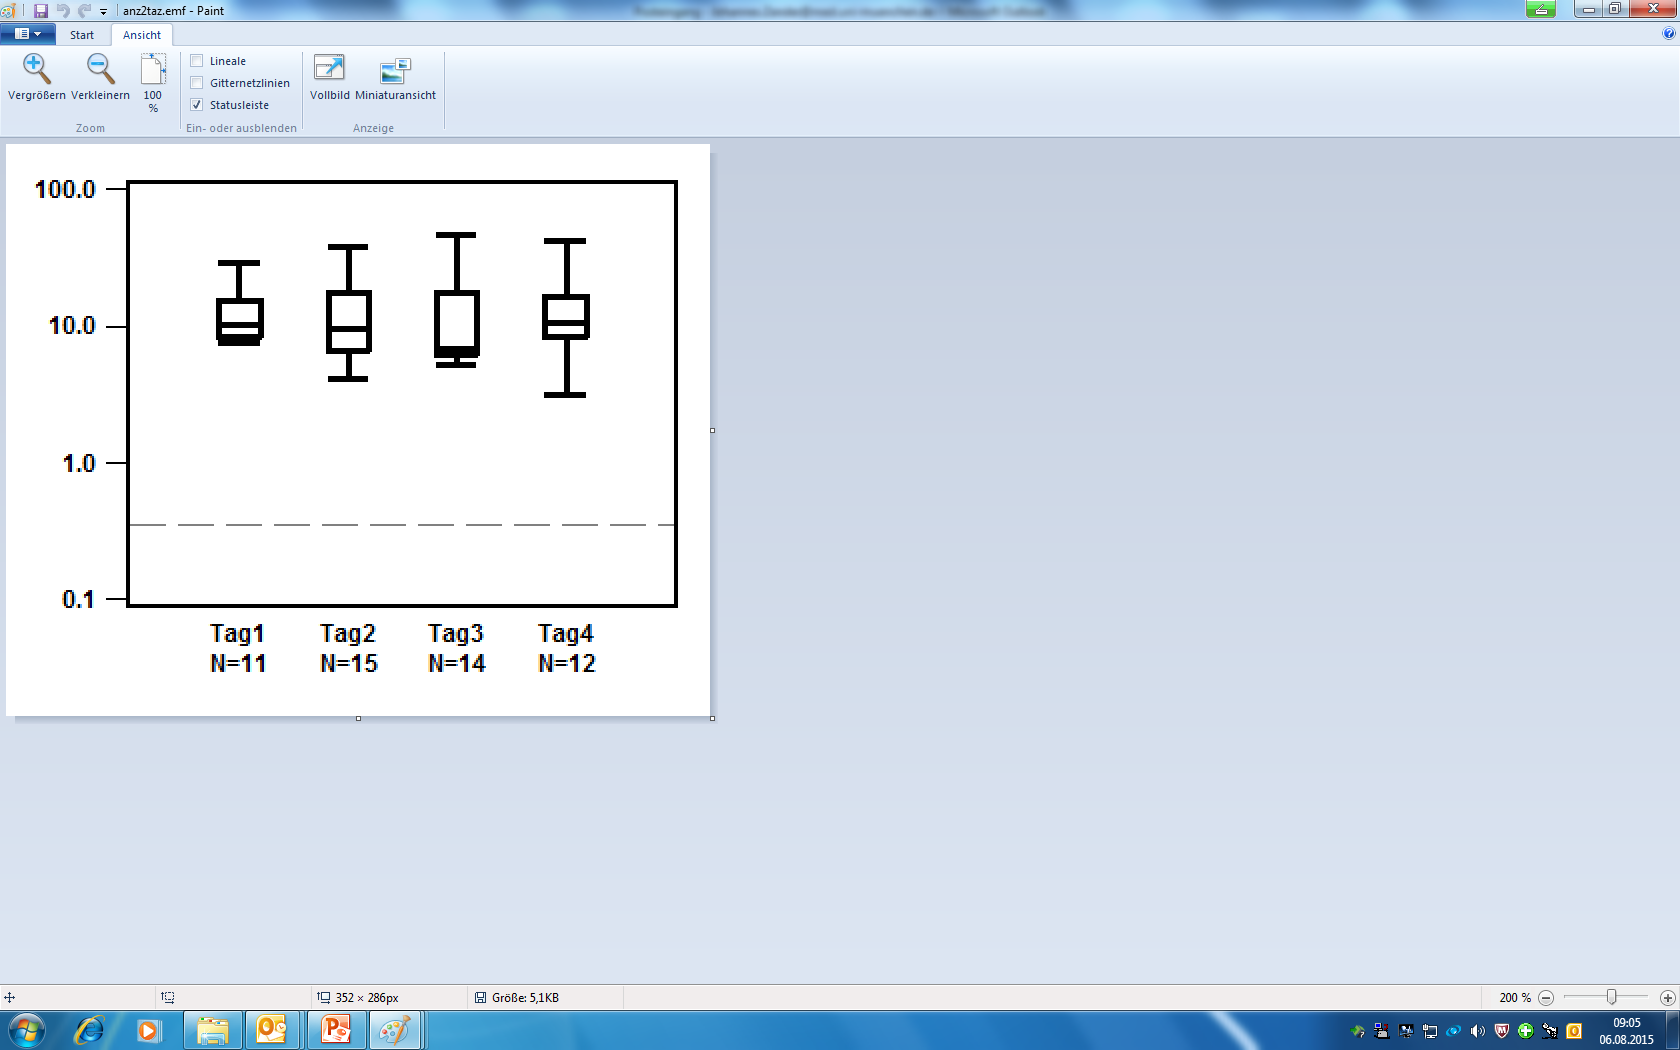 anz2taz.emf - Paint
Start
Ansicht
Vergrößern
Verkleinern
100
%
Zoom
Lineale
Gitternetzlinien
Statusleiste
Ein- oder ausblenden
Vollbild
Miniaturansicht
Anzeige
100.0
10.0
1.0
0.1
Tag1
N=11
Tag2
N=15
Tag3
N=14
Tag4
N=12
352 × 286px
Größe: 5,1KB
200 %
09:05
06.08.2015